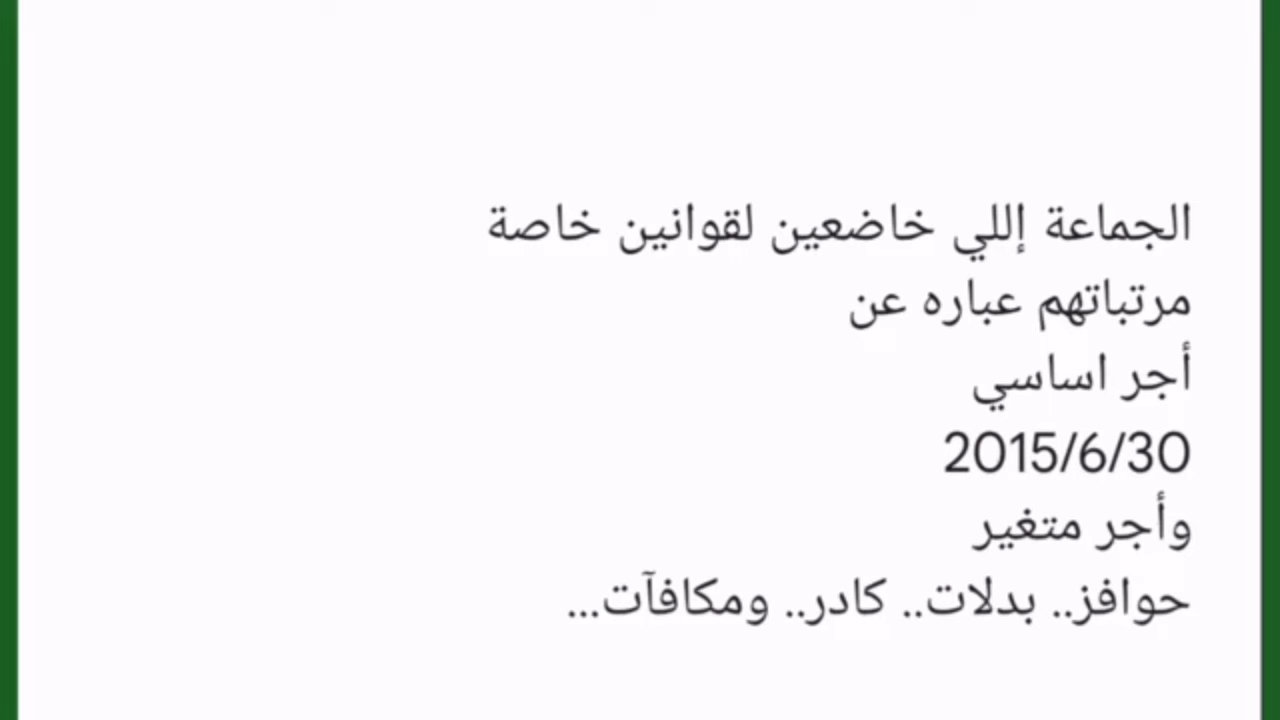 الجماعة إللي خاضعين لقوانين خاصة
مرتباتهم عباره عن
أجر اساسي
2015/6/30
وأجر متغير
حوافز.. بدلات.. كادر.. ومكافآت...